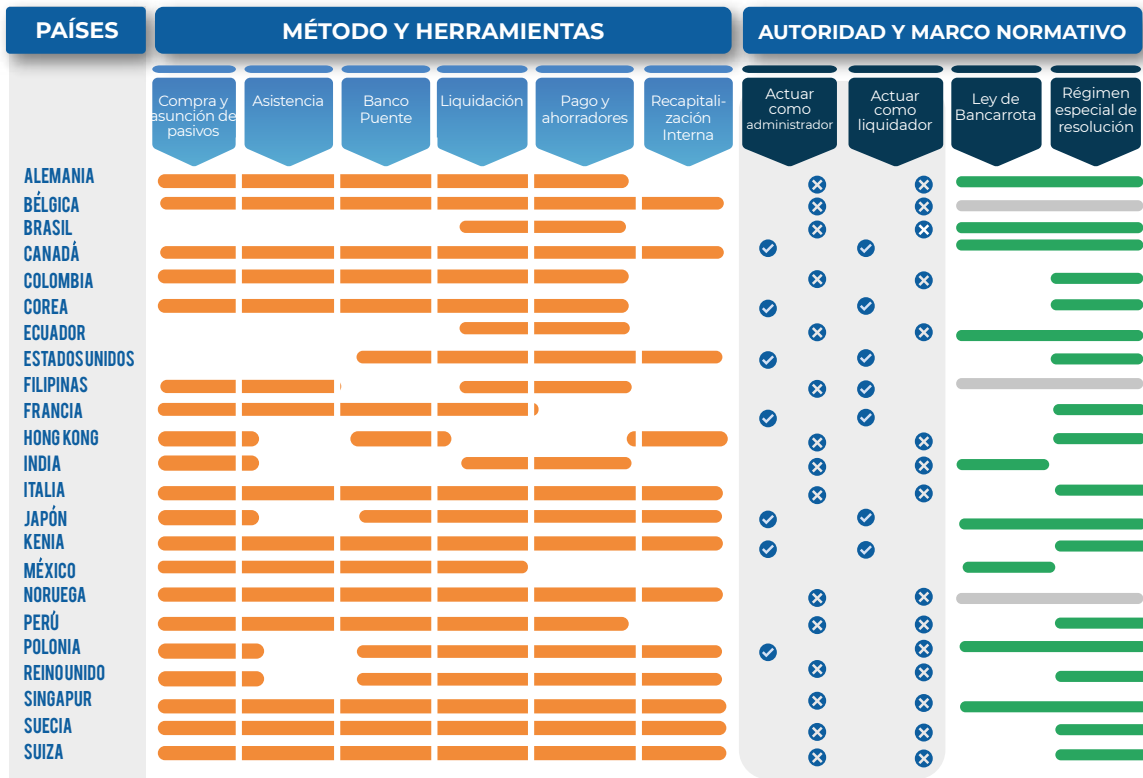 PAÍSES
MÉTODO Y HERRAMIENTAS
AUTORIDAD Y MARCO NORMATIVO
Compra y
asunción de
pasivos
Asistencia
Banco
Puente
Liquidación
Pago y
ahorradores
Recapitali-
zación
Interna
Actuar
como
administrador
Actuar
como
liquidador
Ley de
Bancarrota
Régimen
especial de
resolución
ALEMANIA
BÉLGICA
BRASIL
CANADÁ
COLOMBIA
COREA
ECUADOR
ESTADOS UNIDOS
FILIPINAS
FRANCIA
HONG KONG
INDIA
ITALIA
JAPÓN
KENIA
MÉXICO
NORUEGA
PERÚ
POLONIA
REINO UNIDO
SINGAPUR
SUECIA
SUIZA